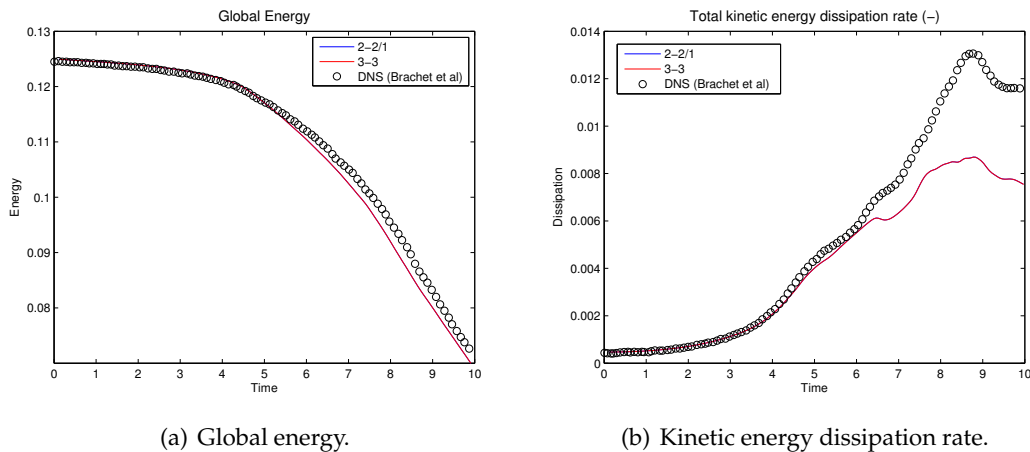 Global Energy
0.13
0.12
0.11
0.1
0.09
0.08
Energy
0 1 2 3 4 5 6 7 8 9 10
Time
2−2/1
3−3
DNS (Brachet et al)
(a) Global energy.
Total kinetic energy dissipation rate (−)
0.014
0.012
0.01
0.008
0.006
0.004
0.002
0
Dissipation
0 1 2 3 4 5 6 7 8 9 10
Time
2−2/1
3−3
DNS (Brachet et al)
(b) Kinetic energy dissipation rate.